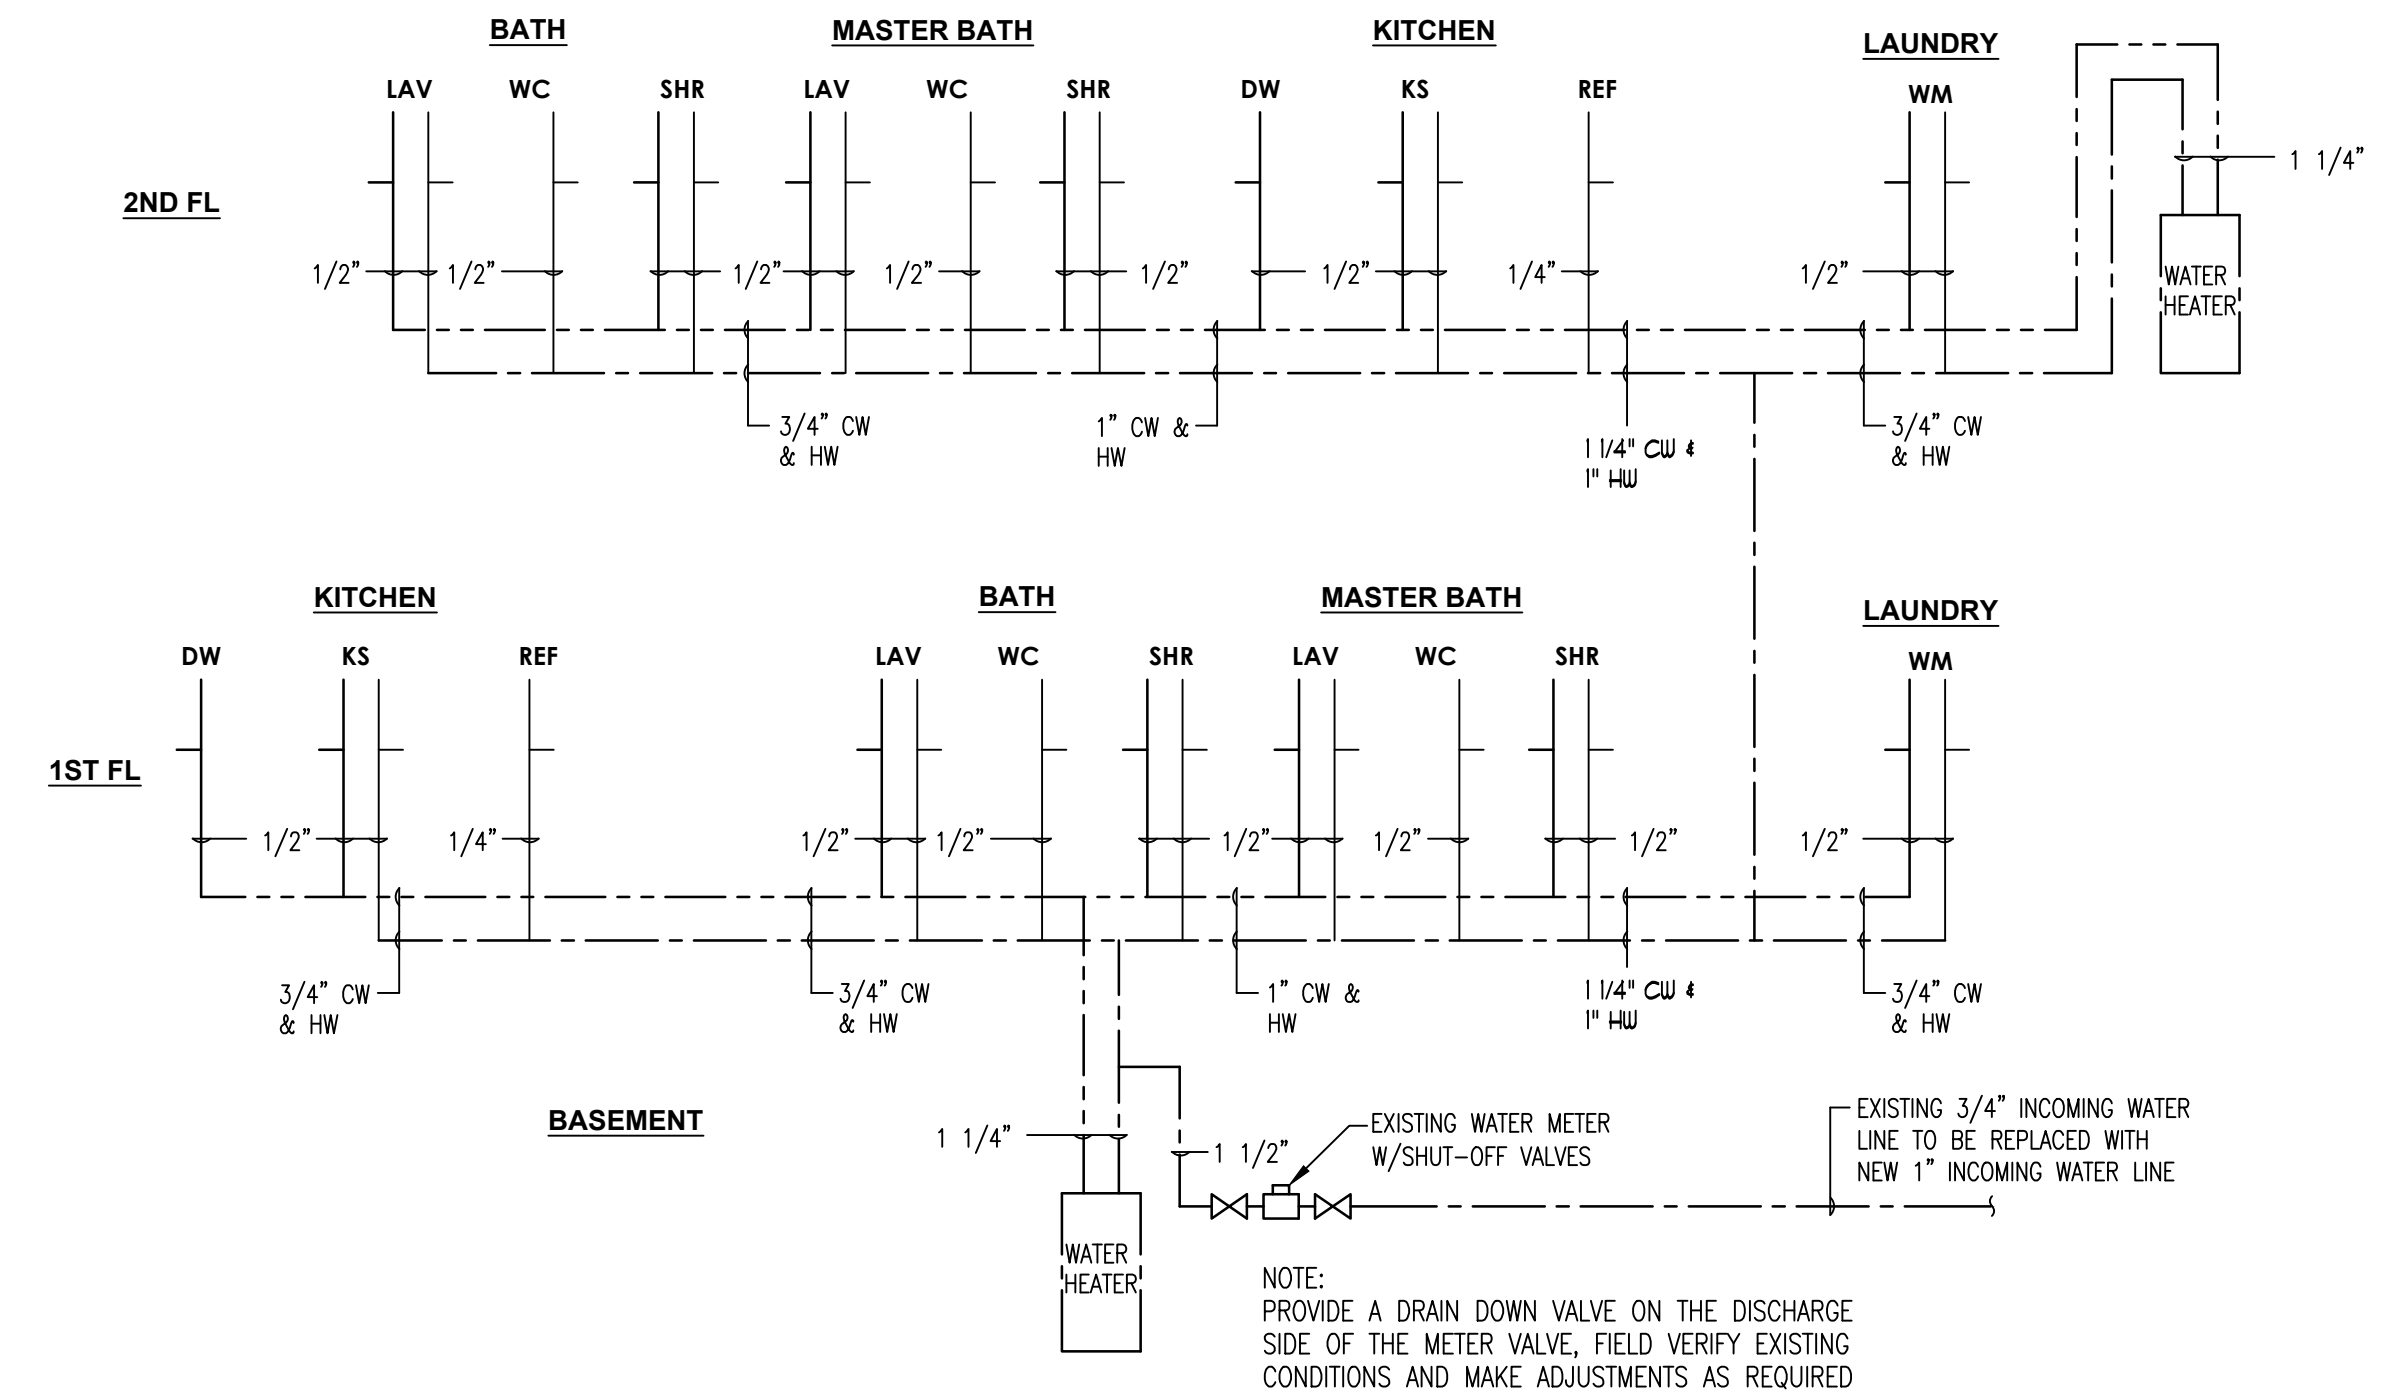 BATH
MASTER BATH
KITCHEN
LAUNDRY
LAV
WC
SHR
LAV
WC
SHR
DW
KS
REF
WM
1 1/4”
2ND FL
1/2”
1/2”
1/2”
1/2”
1/2”
1/2”
1/4”
1/2”
WATER
HEATER
3/4” CW
& HW
1” CW &
HW
1 1/4" CW &
1" HW
3/4” CW
& HW
KITCHEN
BATH
MASTER BATH
LAUNDRY
DW
KS
REF
LAV
WC
SHR
LAV
WC
SHR
WM
1ST FL
1/2”
1/4”
1/2”
1/2”
1/2”
1/2”
1/2”
1/2”
3/4” CW
& HW
3/4” CW
& HW
1” CW &
HW
1 1/4" CW &
1" HW
3/4” CW
& HW
BASEMENT
1 1/4”
1 1/2”
EXISTING WATER METER
W/SHUT-OFF VALVES
EXISTING 3/4” INCOMING WATER
LINE TO BE REPLACED WITH
NEW 1” INCOMING WATER LINE
WATER
HEATER
NOTE:
PROVIDE A DRAIN DOWN VALVE ON THE DISCHARGE
SIDE OF THE METER VALVE, FIELD VERIFY EXISTING
CONDITIONS AND MAKE ADJUSTMENTS AS REQUIRED